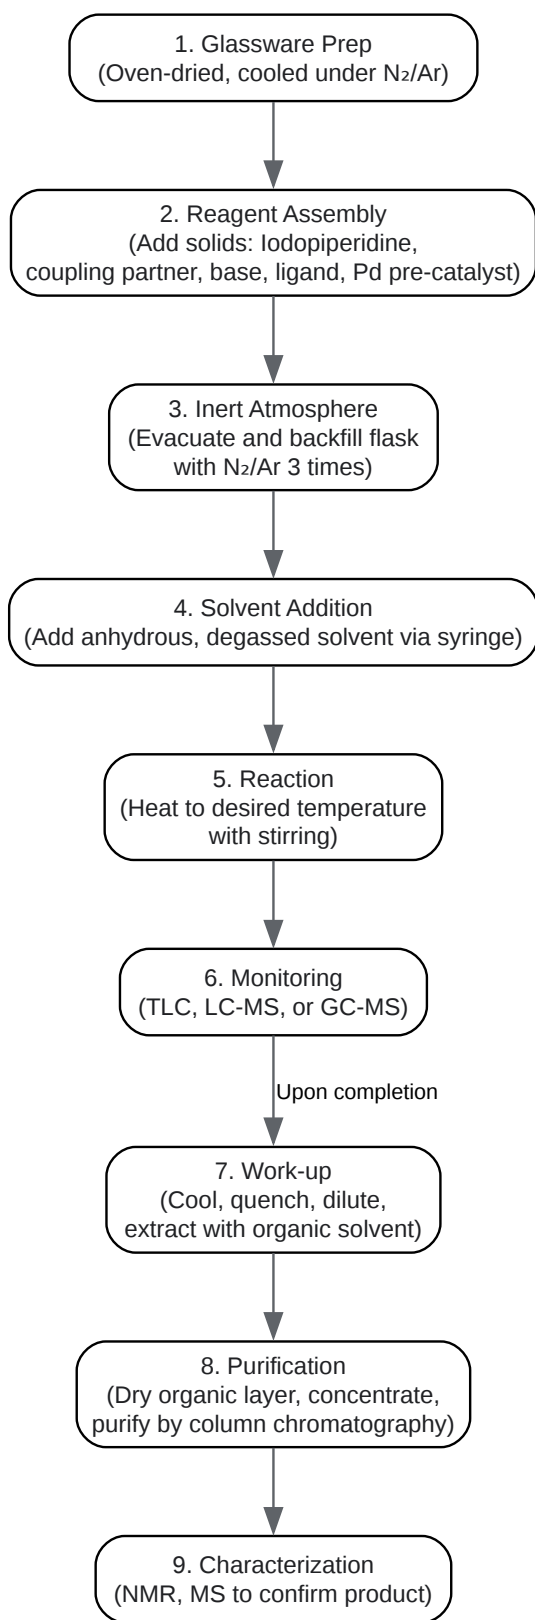 1. Glassware Prep
(Oven-dried, cooled under N₂/Ar)
2. Reagent Assembly
(Add solids: Iodopiperidine,
coupling partner, base, ligand, Pd pre-catalyst)
3. Inert Atmosphere
(Evacuate and backfill flask
with N₂/Ar 3 times)
4. Solvent Addition
(Add anhydrous, degassed solvent via syringe)
5. Reaction
(Heat to desired temperature
with stirring)
6. Monitoring
(TLC, LC-MS, or GC-MS)
Upon completion
7. Work-up
(Cool, quench, dilute,
extract with organic solvent)
8. Purification
(Dry organic layer, concentrate,
purify by column chromatography)
9. Characterization
(NMR, MS to confirm product)